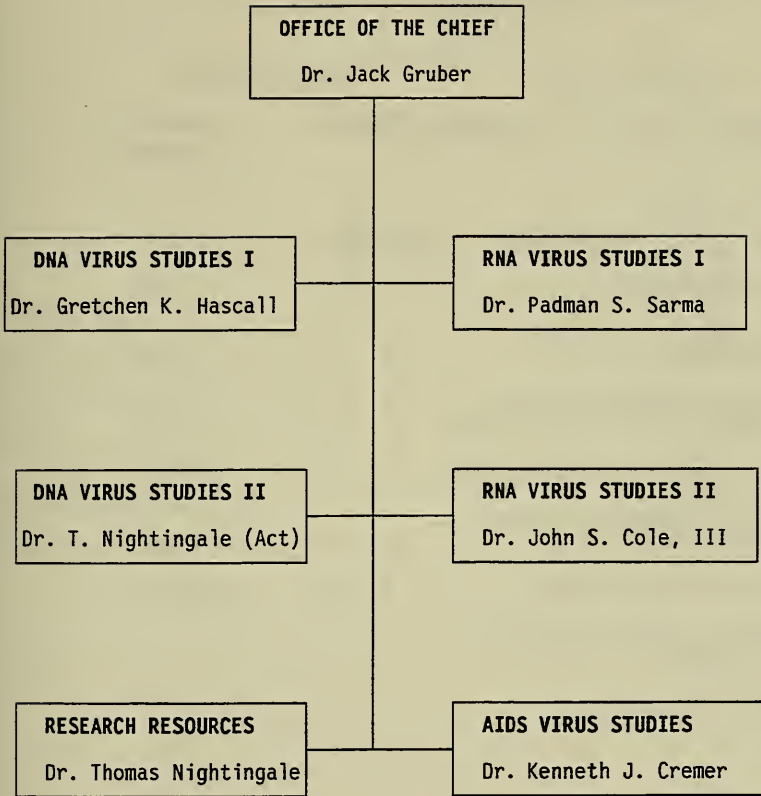 OFFICE OF THE CHIEF
Dr. Jack Gruber
DNA VIRUS STUDIES I
Dr. Gretchen K. Hascall
RNA VIRUS STUDIES I
Dr. Padman S. Sarma
DNA VIRUS STUDIES II
Dr. T. Nightingale (Act)
RNA VIRUS STUDIES II
Dr. John S. Cole, III
RESEARCH RESOURCES
Dr. Thomas Nightingale
AIDS VIRUS STUDIES
Dr. Kenneth J. Cremer